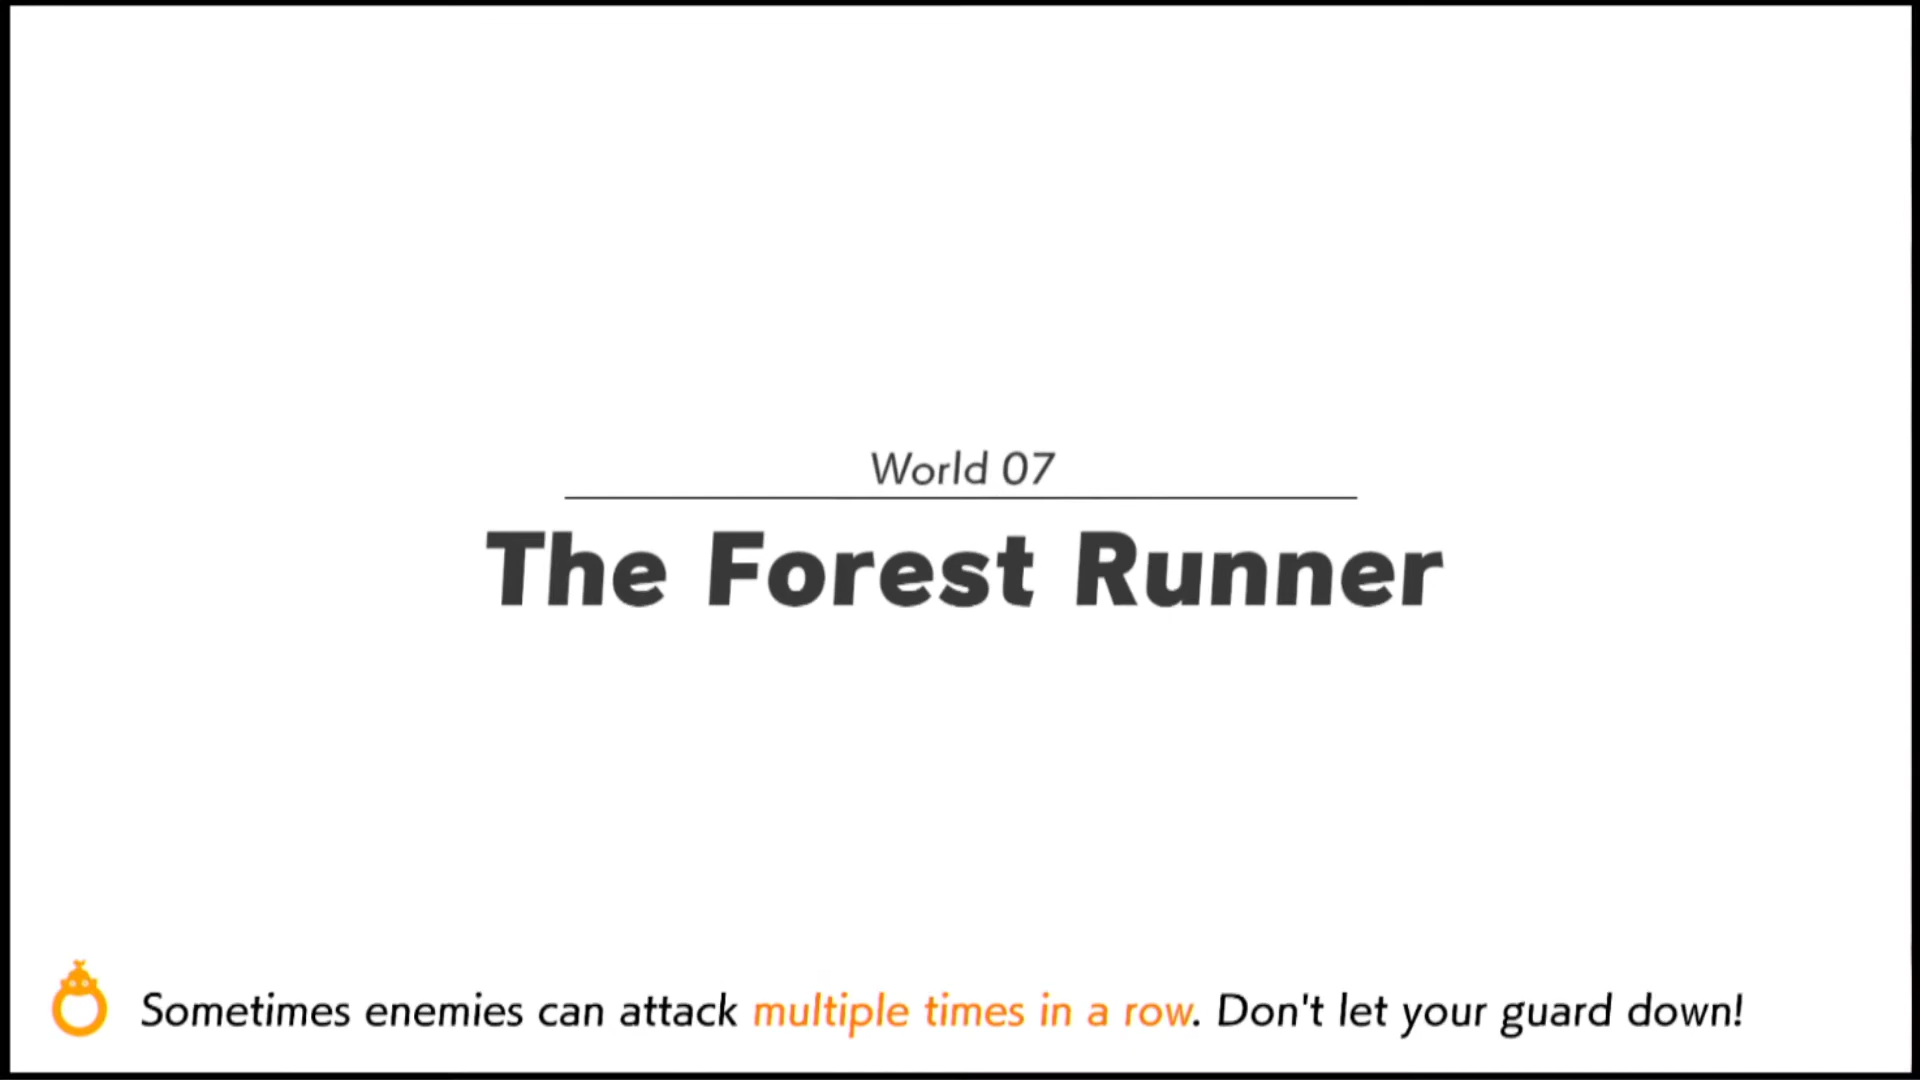 World 07
The Forest Runner
Sometimes enemies can attack multiple times in a row. Don't let your guard down!